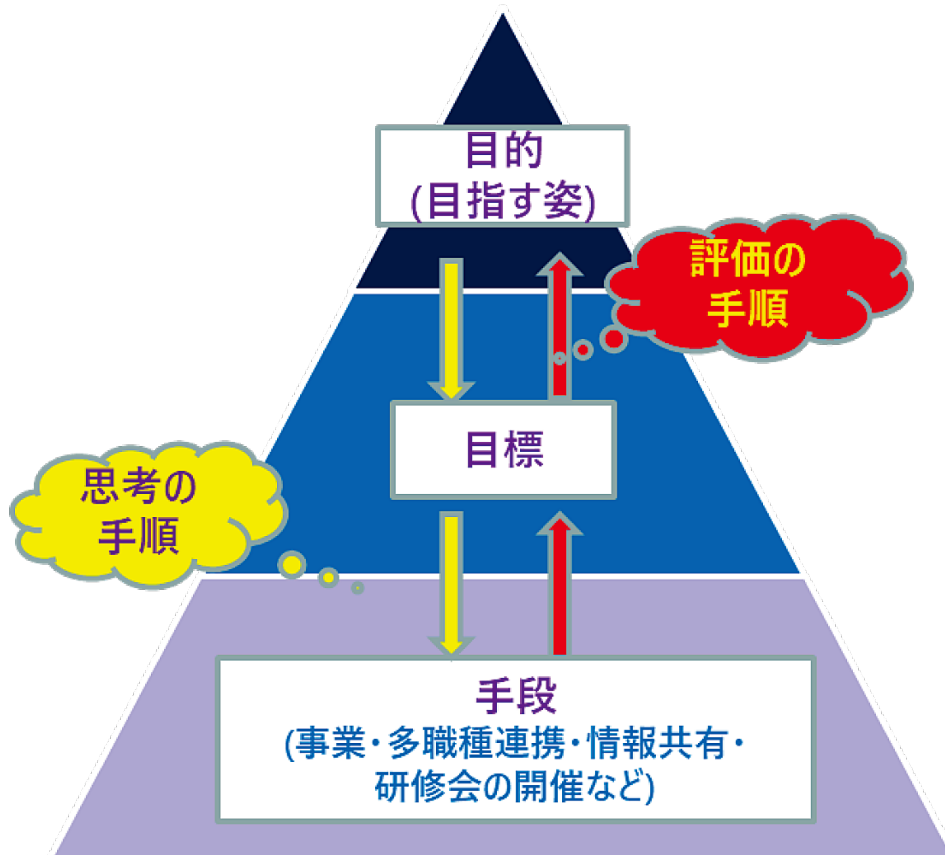 目的
(目指す姿)
評価の
手順
目標
思考の
手順
手段
(事業・多職種連携・情報共有・
研修会の開催など)